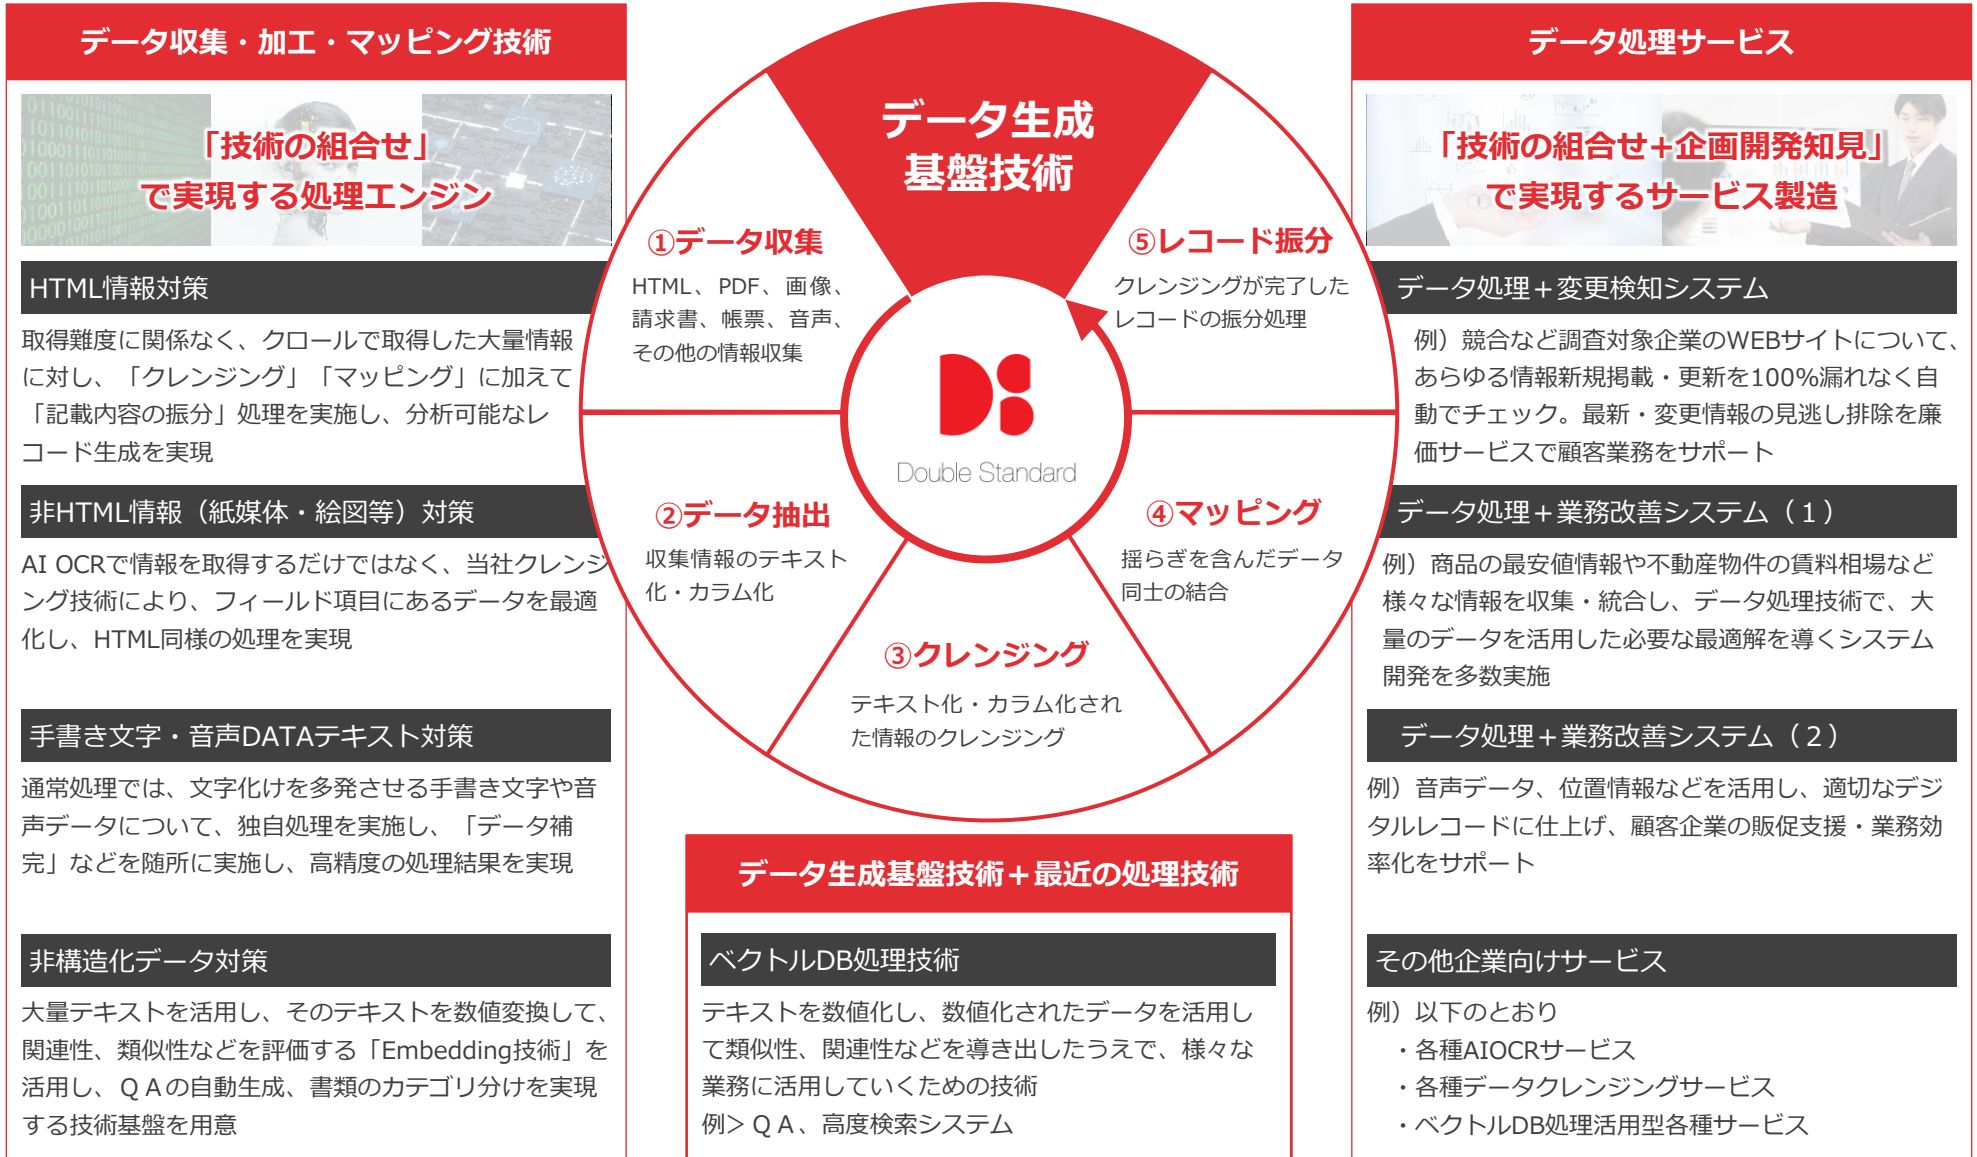 データ収集・加工・マッピング技術
「技術の組合せ」
で実現する処理エンジン
HTML情報対策
取得難度に関係なく、クロールで取得した大量情報
に対し、「クレンジング」「マッピング」に加えて
「記載内容の振分」処理を実施し、分析可能なレ
コード生成を実現
非HTML情報（紙媒体・絵図等）対策
AI OCRで情報を取得するだけではなく、当社クレンジ
ング技術により、フィールド項目にあるデータを最適
化し、HTML同様の処理を実現
手書き文字・音声DATAテキスト対策
通常処理では、文字化けを多発させる手書き文字や音
声データについて、独自処理を実施し、「データ補
完」などを随所に実施し、高精度の処理結果を実現
非構造化データ対策
大量テキストを活用し、そのテキストを数値変換して、
関連性、類似性などを評価する「Embedding技術」を
活用し、ＱＡの自動生成、書類のカテゴリ分けを実現
する技術基盤を用意
データ生成
基盤技術
①データ収集
HTML、PDF、画像、
請求書、帳票、音声、
その他の情報収集
②データ抽出
収集情報のテキスト
化・カラム化
③クレンジング
テキスト化・カラム化され
た情報のクレンジング
④マッピング
揺らぎを含んだデータ
同士の結合
⑤レコード振分
クレンジングが完了した
レコードの振分処理
Double Standard
データ生成基盤技術＋最近の処理技術
ベクトルDB処理技術
テキストを数値化し、数値化されたデータを活用し
て類似性、関連性などを導き出したうえで、様々な
業務に活用していくための技術
例＞ＱＡ、高度検索システム
データ処理サービス
「技術の組合せ+企画開発知見」
で実現するサービス製造
データ処理＋変更検知システム
例）競合など調査対象企業のWEBサイトについて、
あらゆる情報新規掲載・更新を100%漏れなく自
動でチェック。最新・変更情報の見逃し排除を廉
価サービスで顧客業務をサポート
データ処理＋業務改善システム（１）
例）商品の最安値情報や不動産物件の賃料相場など
様々な情報を収集・統合し、データ処理技術で、大
量のデータを活用した必要な最適解を導くシステム
開発を多数実施
データ処理＋業務改善システム（２）
例）音声データ、位置情報などを活用し、適切なデジ
タルレコードに仕上げ、顧客企業の販促支援・業務効
率化をサポート
その他企業向けサービス
例）以下のとおり
・各種AIOCRサービス
・各種データクレンジングサービス
・ベクトルDB処理活用型各種サービス